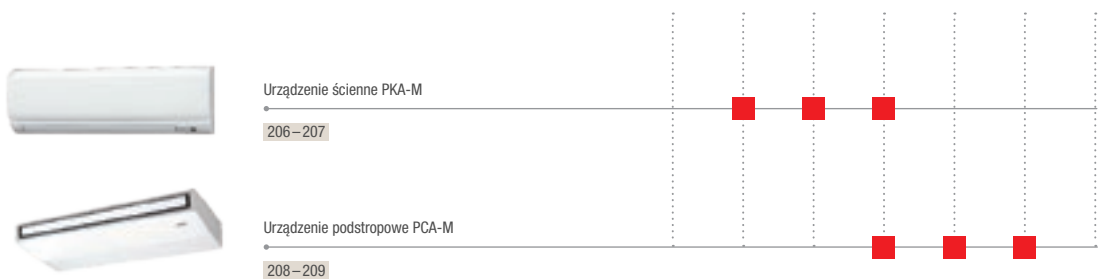 Urządzenie ścienne PKA-M
206–207
Urządzenie podstropowe PCA-M
208–209